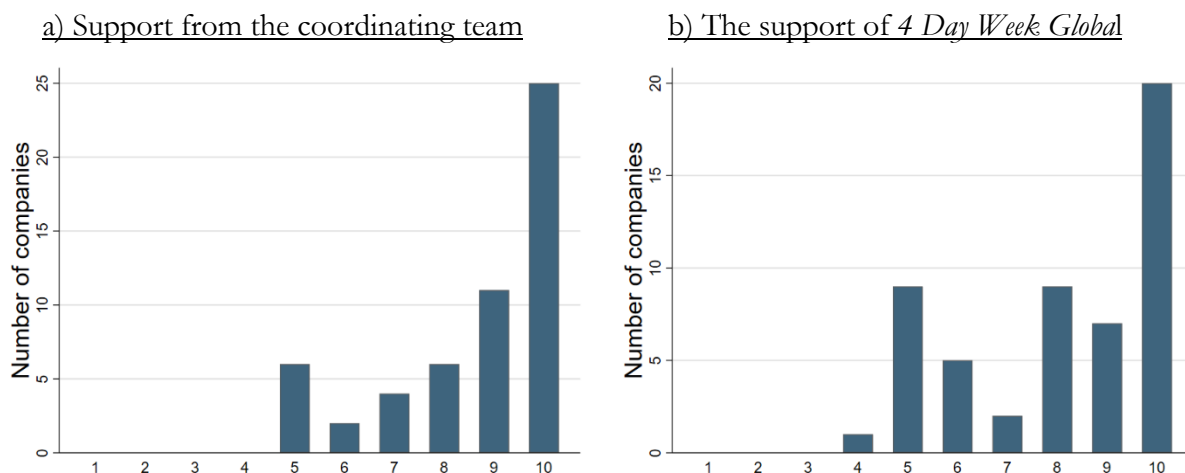 a) Support from the coordinating team
Number of companies
25
20
15
10
5
0
1 2 3 4 5 6 7 8 9 10
b) The support of 4 Day Week Global
Number of companies
20
15
10
5
0
1 2 3 4 5 6 7 8 9 10